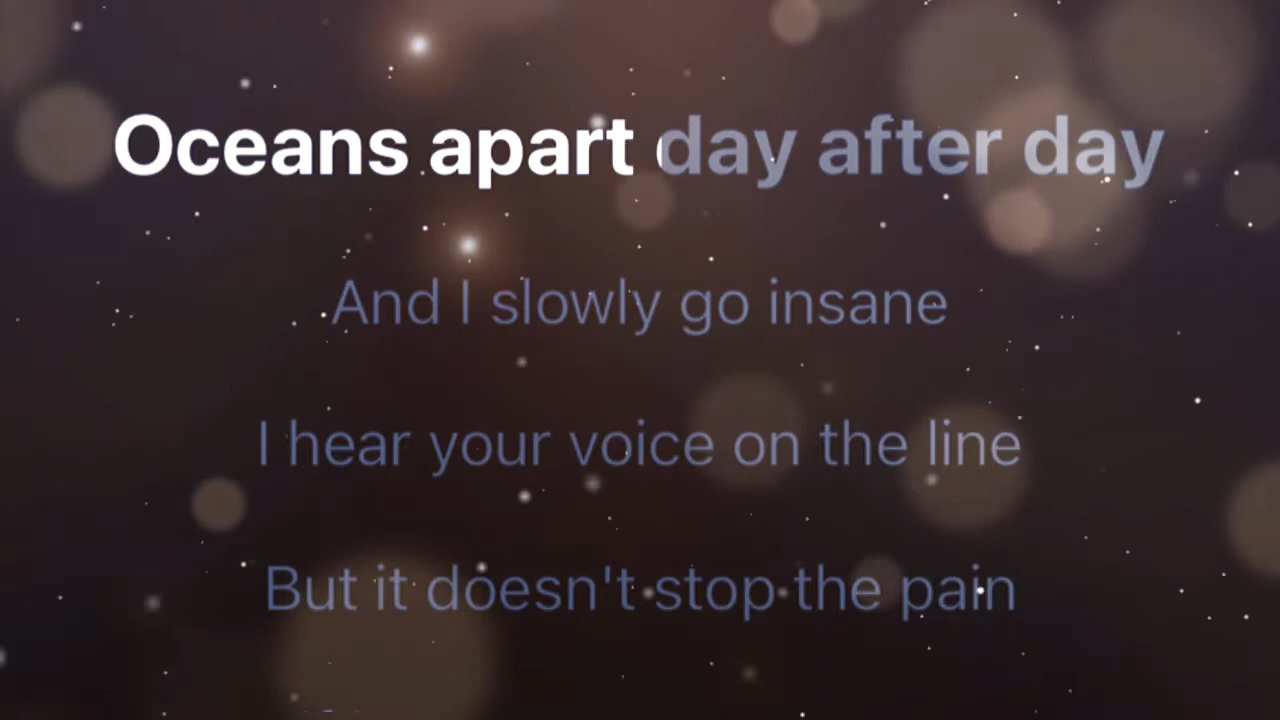 Oceans apart day after day
And I slowly go insane
I hear your voice on the line
But it doesn't stop the pain